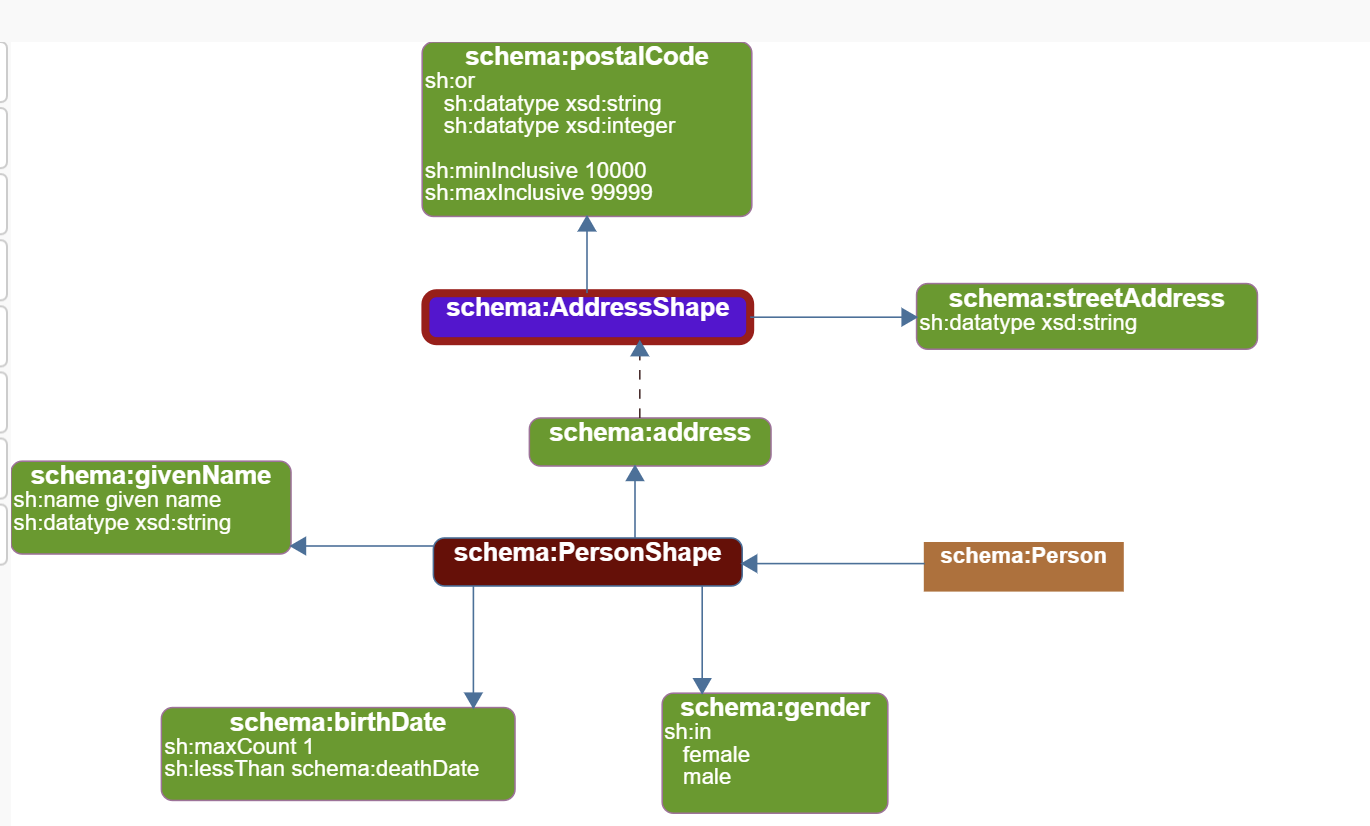 schema:postalCode
sh:or
sh:datatype xsd:string
sh:datatype xsd:integer
sh:minInclusive 10000
sh:maxInclusive 99999
schema:AddressShape
schema:streetAddress
sh:datatype xsd:string
schema:address
schema:givenName
sh:name given name
sh:datatype xsd:string
schema:PersonShape
schema:Person
schema:birthDate
sh:maxCount 1
sh:lessThan schema:deathDate
schema:gender
sh:in
female
male